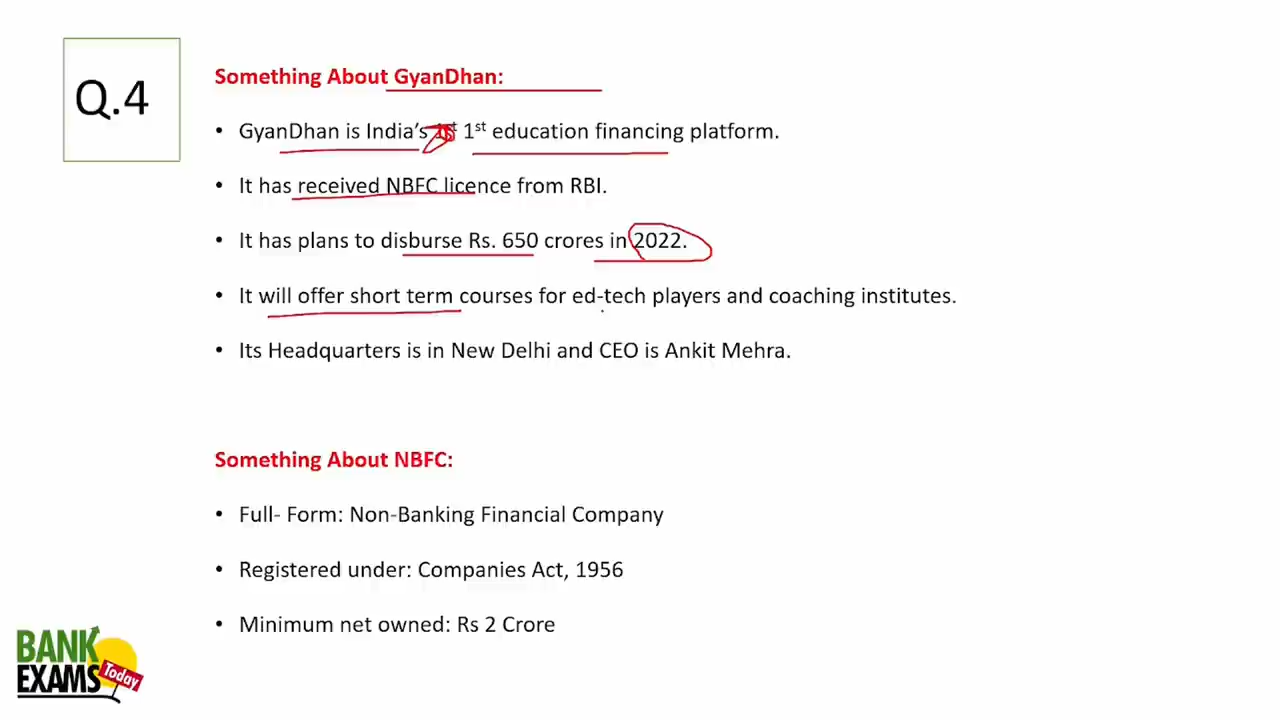 Q.4
Something About GyanDhan:
• GyanDhan is India's 1st 1st education financing platform.
• It has received NBFC licence from RBI.
• It has plans to disburse Rs. 650 crores in 2022.
• It will offer short term courses for ed-tech players and coaching institutes.
• Its Headquarters is in New Delhi and CEO is Ankit Mehra.
Something About NBFC:
• Full- Form: Non-Banking Financial Company
• Registered under: Companies Act, 1956
• Minimum net owned: Rs 2 Crore
BANK
EXAMS
Today